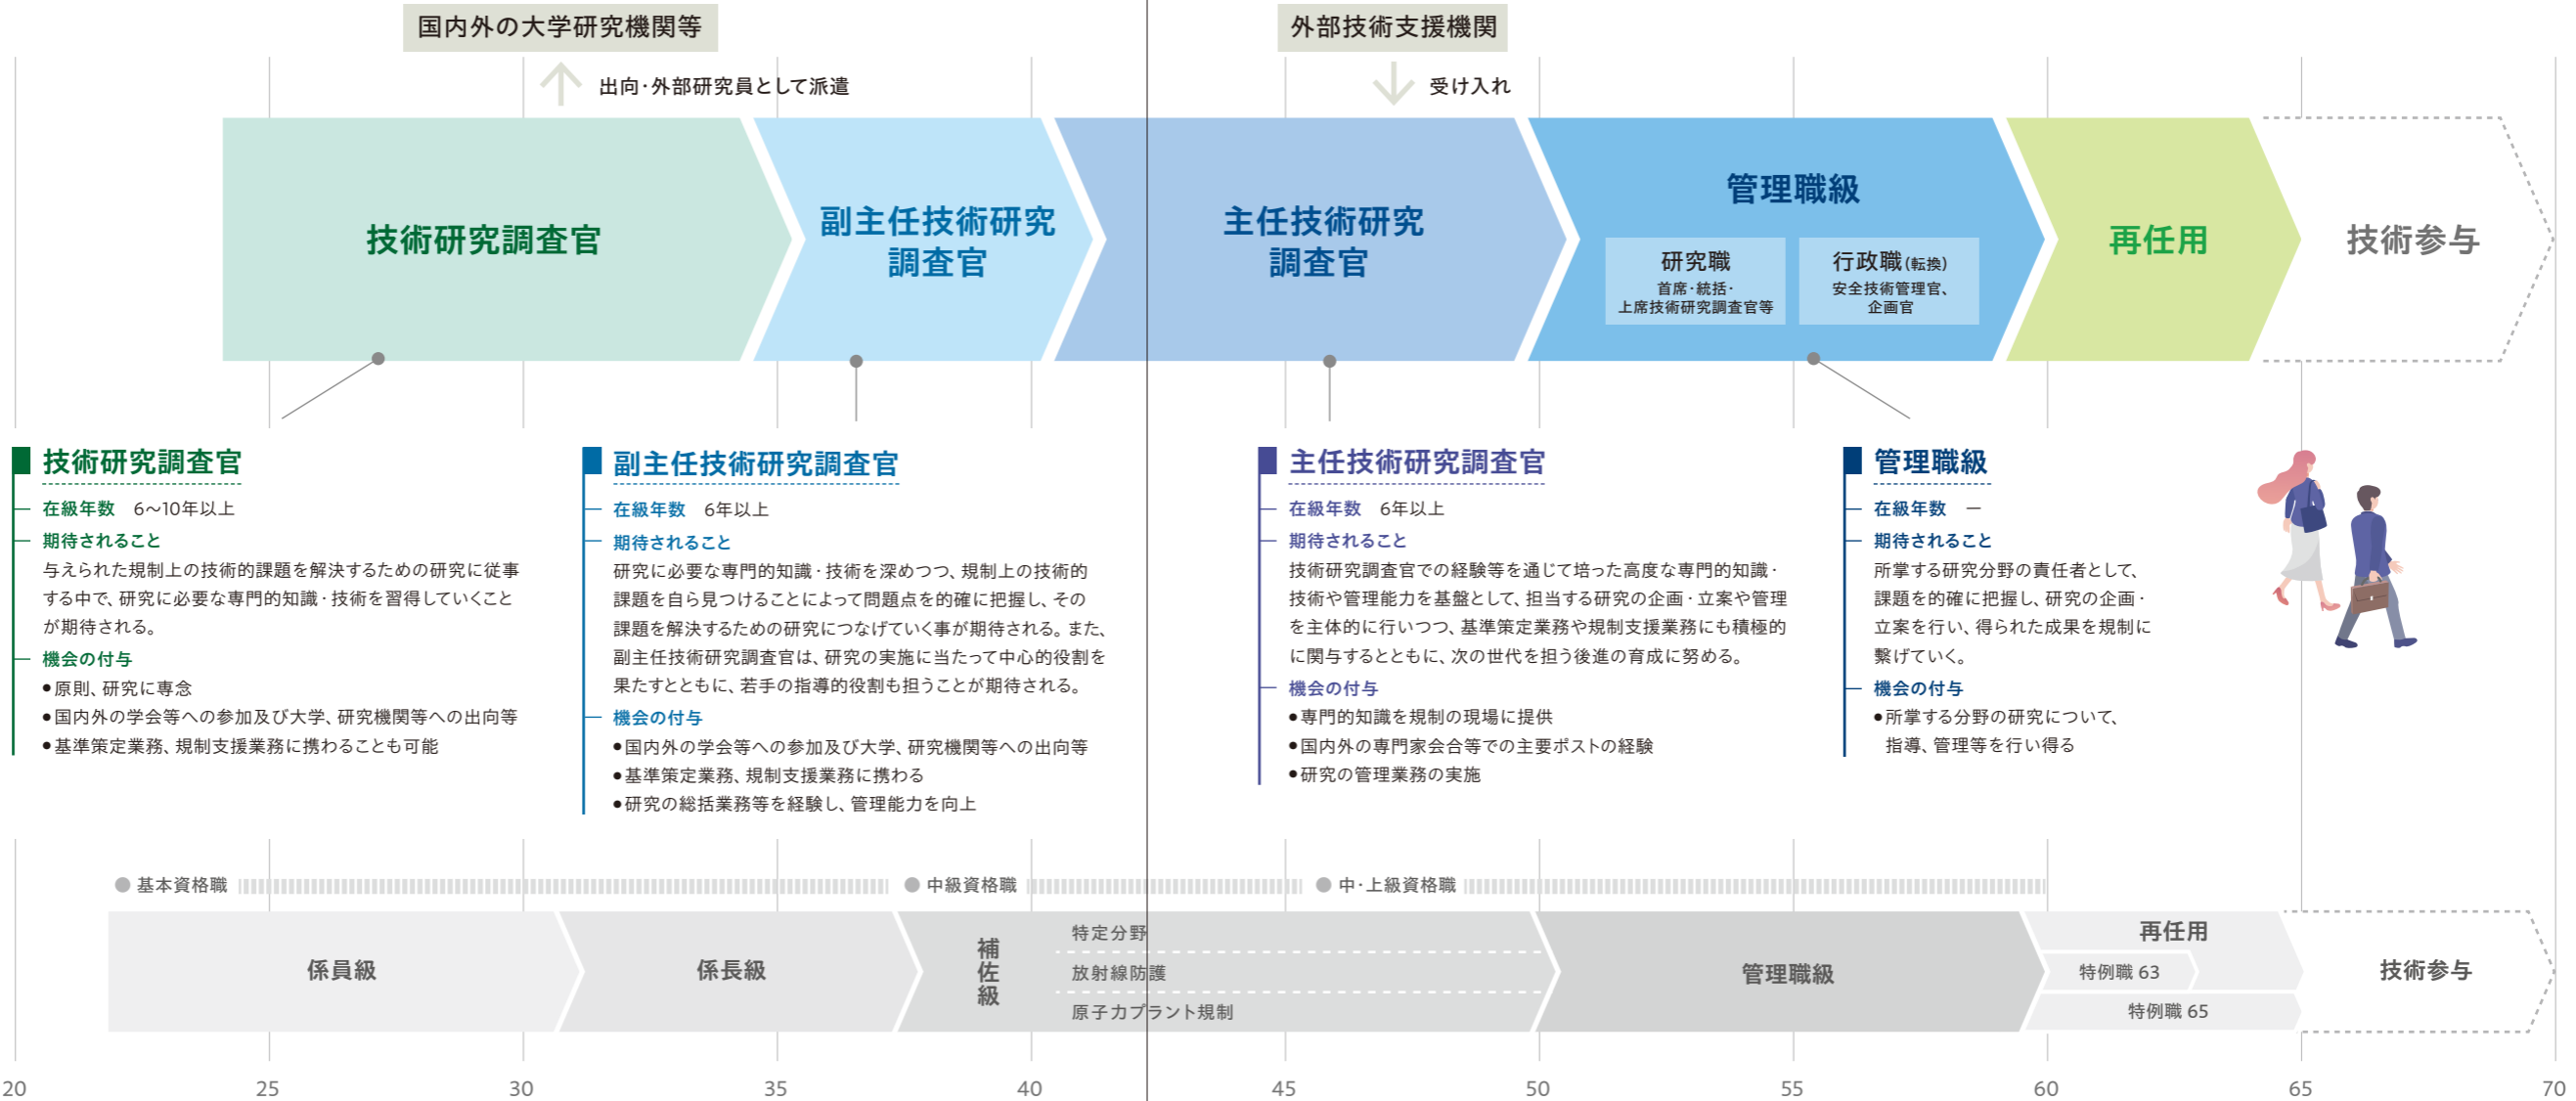 国内外の大学研究機関等
外部技術支援機関
出向・外部研究員として派遣
受け入れ
技術研究調査官
副主任技術研究
調査官
主任技術研究
調査官
管理職級
研究職
首席・統括・
上席技術研究調査官等
行政職(転換)
安全技術管理官、
企画官
再任用
技術参与
技術研究調査官
在級年数 6〜10年以上
期待されること
与えられた規制上の技術的課題を解決するための研究に従事
する中で、研究に必要な専門的知識・技術を習得していくこと
が期待される。
機会の付与
●原則、研究に専念
●国内外の学会等への参加及び大学、研究機関等への出向等
●基準策定業務、規制支援業務に携わることも可能
副主任技術研究調査官
在級年数 6年以上
期待されること
研究に必要な専門的知識・技術を深めつつ、規制上の技術的
課題を自ら見つけることによって問題点を的確に把握し、その
課題を解決するための研究につなげていく事が期待される。また、
副主任技術研究調査官は、研究の実施に当たって中心的役割を
果たすとともに、若手の指導的役割も担うことが期待される。
機会の付与
●国内外の学会等への参加及び大学、研究機関等への出向等
●基準策定業務、規制支援業務に携わる
●研究の総括業務等を経験し、管理能力を向上
主任技術研究調査官
在級年数 6年以上
期待されること
技術研究調査官での経験等を通じて培った高度な専門的知識・
技術や管理能力を基盤として、担当する研究の企画・立案や管理
を主体的に行いつつ、基準策定業務や規制支援業務にも積極的
に関与するとともに、次の世代を担う後進の育成に努める。
機会の付与
●専門的知識を規制の現場に提供
●国内外の専門家会合等での主要ポストの経験
●研究の管理業務の実施
管理職級
在級年数 ー
期待されること
所掌する研究分野の責任者として、
課題を的確に把握し、研究の企画・
立案を行い、得られた成果を規制に
繋げていく。
機会の付与
●所掌する分野の研究について、
指導、管理等を行い得る
●基本資格職
●中級資格職
●中・上級資格職
係員級
係長級
補佐級
特定分野
放射線防護
原子力プラント規制
管理職級
再任用
特例職 63
特例職 65
技術参与
20 25 30 35 40 45 50 55 60 65 70